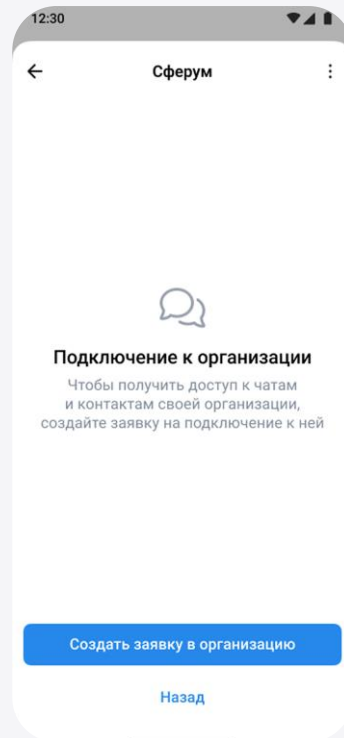 12:30
Сферум
Подключение к организации
Чтобы получить доступ к чатам
и контактам своей организации,
создайте заявку на подключение к ней
Создать заявку в организацию
Назад